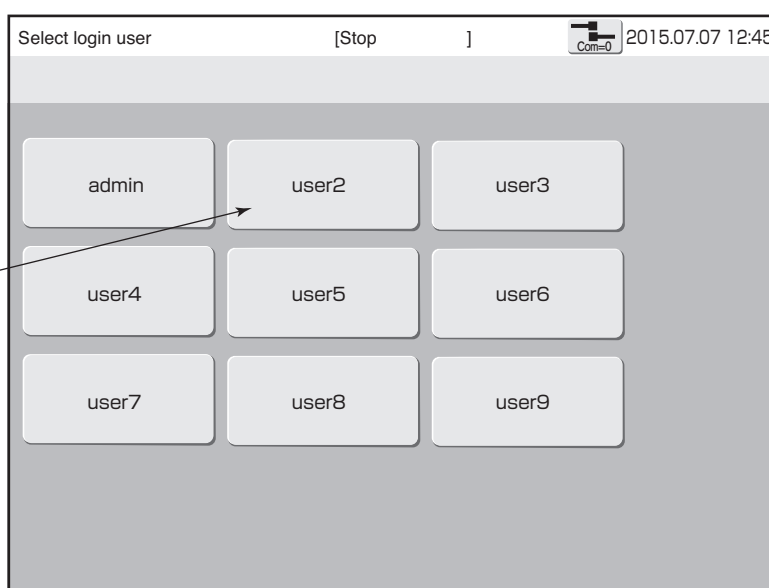 Select login user [Stop ] Com=0 2015.07.07 12:45
admin user2 user3
user4 user5 user6
user7 user8 user9